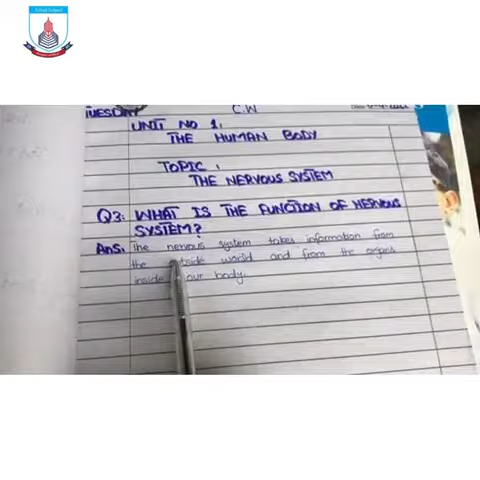 TUESDAY C.W
UNIT NO 1.
THE HUMAN BODY
TOPIC.
THE NERVOUS SYSTEM
Q3: WHAT IS THE FUNCTION OF NERVOUS
SYSTEM?
Ans. the nervous system takes information from
the outside world and from the organs
inside our body.